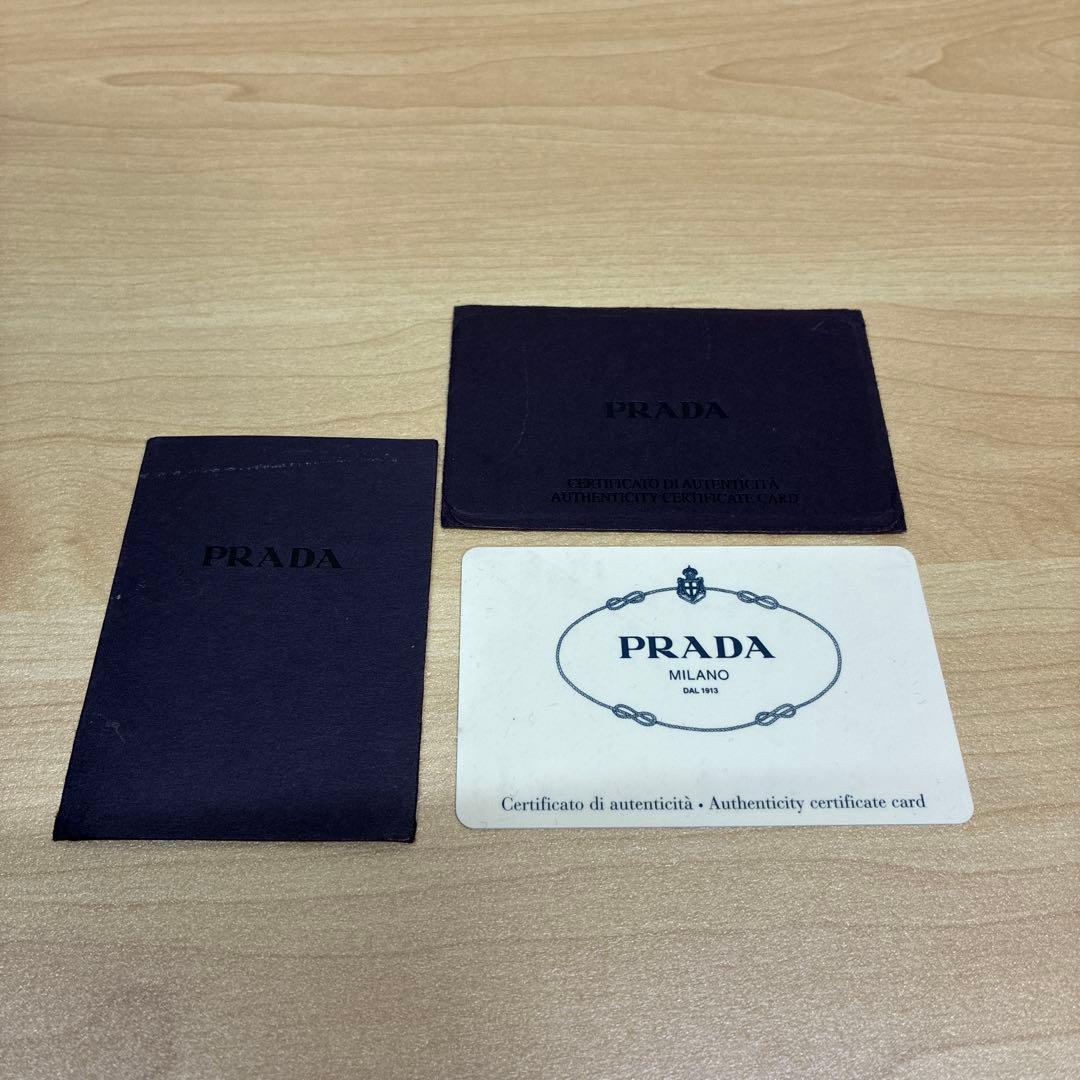 PRADA
CERTIFICATO DI AUTENTICITÀ
AUTHENTICITY CERTIFICATE CARD
PRADA
PRADA
MILANO
DAL 1913
Certificato di autenticità • Authenticity certificate card